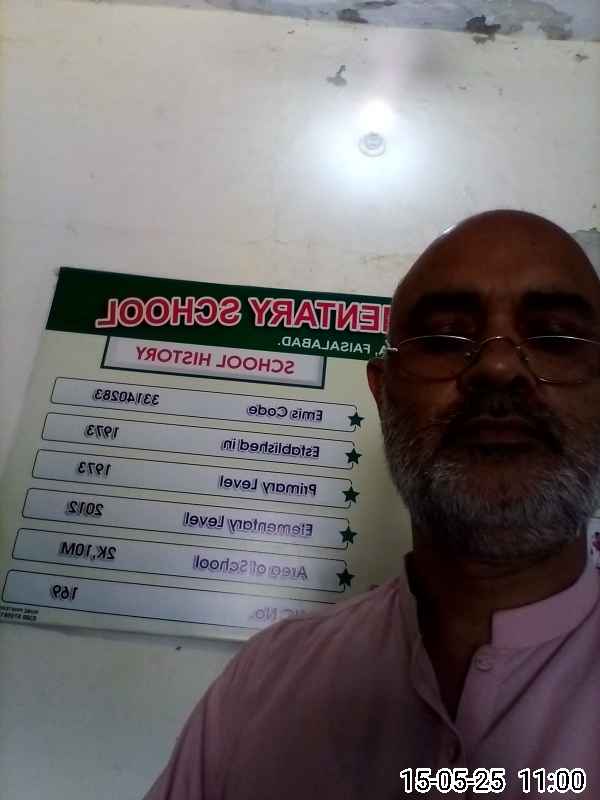 ENTARY SCHOOL
A, FAISALABAD.
SCHOOL HISTORY
Emis Code 33140283
Established in 1973
Primary Level 1973
Elementary Level 2012
Area of School 2K,10M
No. 169
15-05-25 11:00